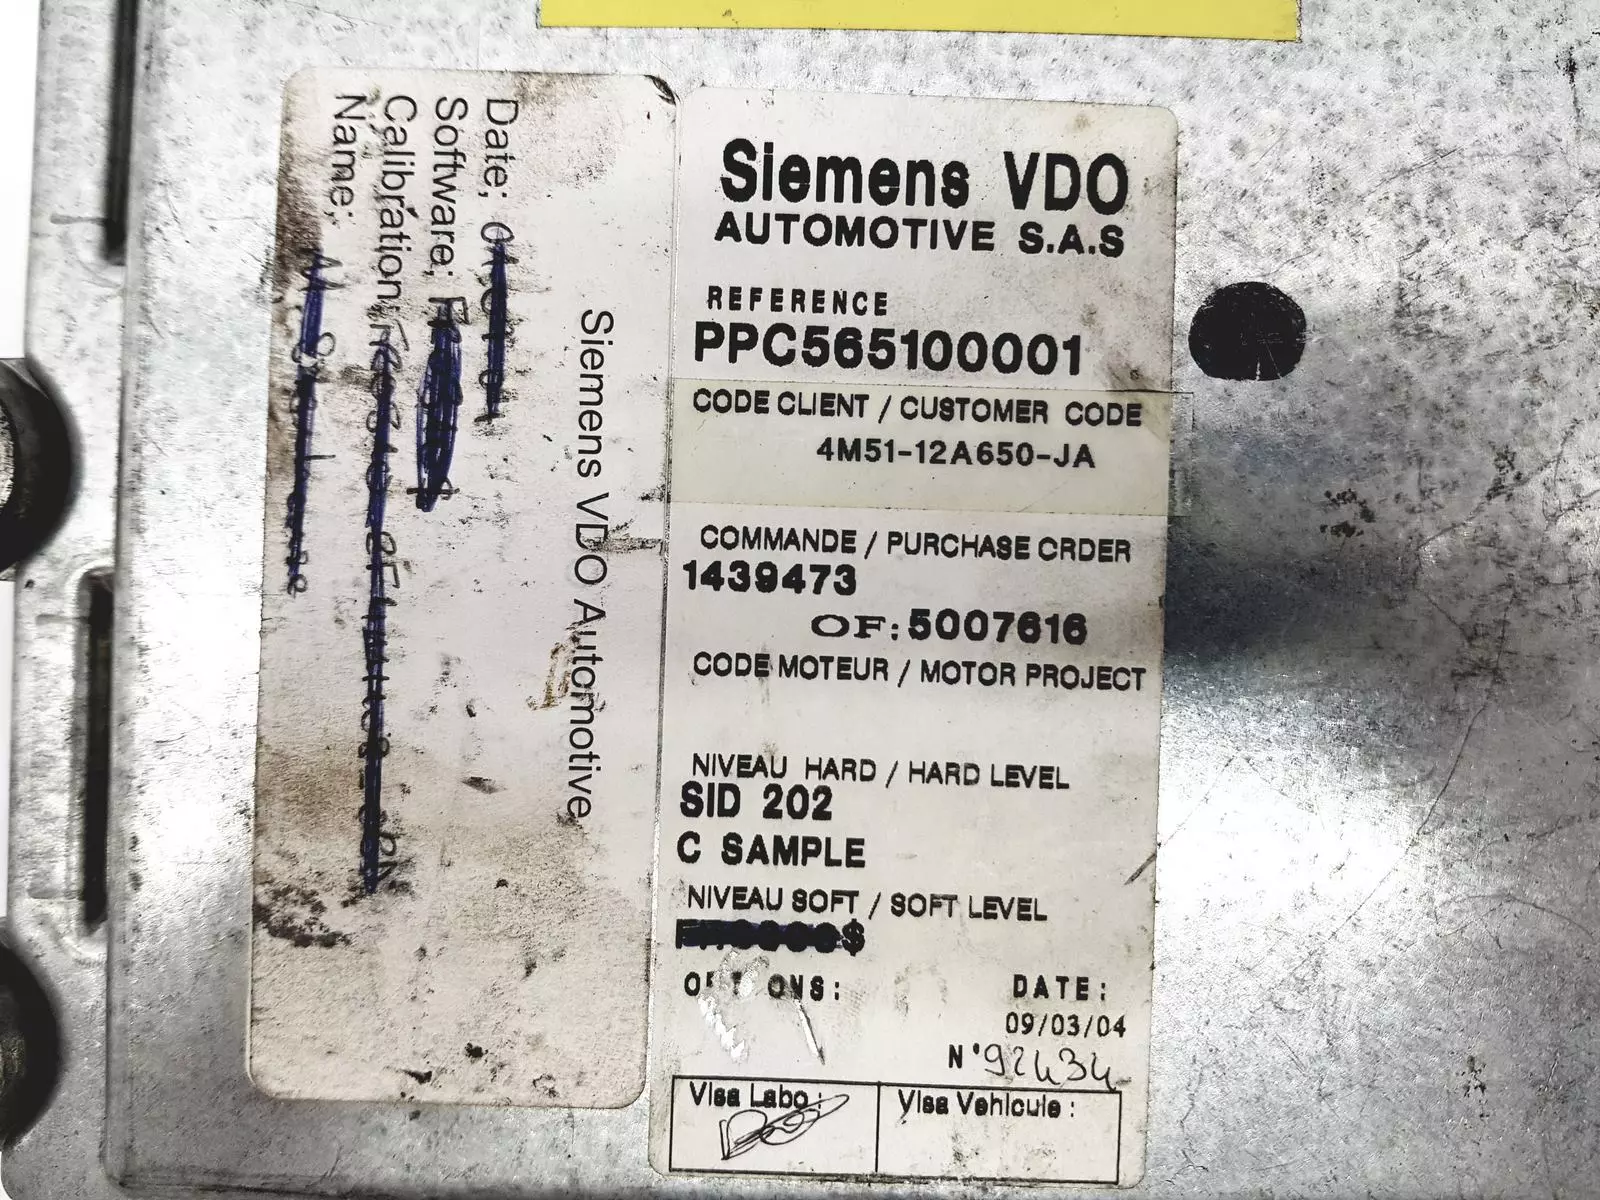 Siemens VDO Automotive
Date;
Software;
Calibration;
Name;
Siemens VDO
AUTOMOTIVE S.A.S
REFERENCE
PPC565100001
CODE CLIENT / CUSTOMER CODE
4M51-12A650-JA
COMMANDE / PURCHASE ORDER
1439473
OF:5007616
CODE MOTEUR / MOTOR PROJECT
NIVEAU HARD / HARD LEVEL
SID 202
C SAMPLE
NIVEAU SOFT / SOFT LEVEL
OPTIONS:
DATE:
09/03/04
N°92434
Visa Labo :
Visa Vehicule :